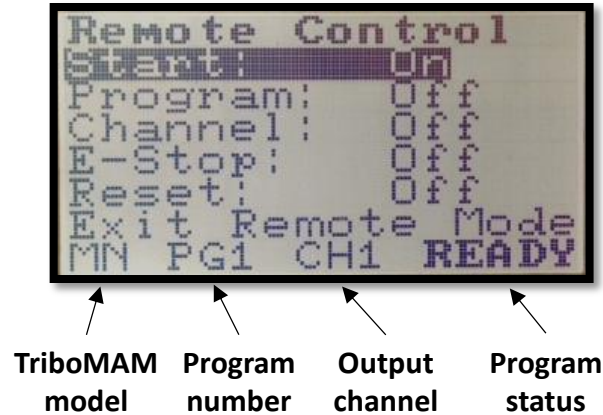 Remote Control
Start: On
Program: Off
Channel: Off
E-Stop: Off
Reset: Off
Exit Remote Mode
MN PG1 CH1 READY
TriboMAM model
Program number
Output channel
Program status